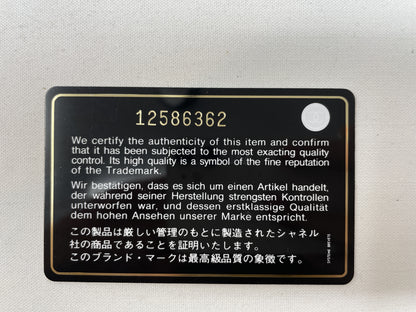 12586362
We certify the authenticity of this item and confirm
that it has been subjected to the most exacting quality
control. Its high quality is a symbol of the fine reputation
of the Trademark.
Wir bestätigen, dass es sich um einen Artikel handelt,
der während seiner Herstellung strengsten Kontrollen
unterworfen war, und dessen erstklassige Qualität
dem hohen Ansehen unserer Marke entspricht.
この製品は厳しい管理のもとに製造されたシャネル
社の商品であることを証明いたします。
このブランド・マークは最高級品質の象徴です。